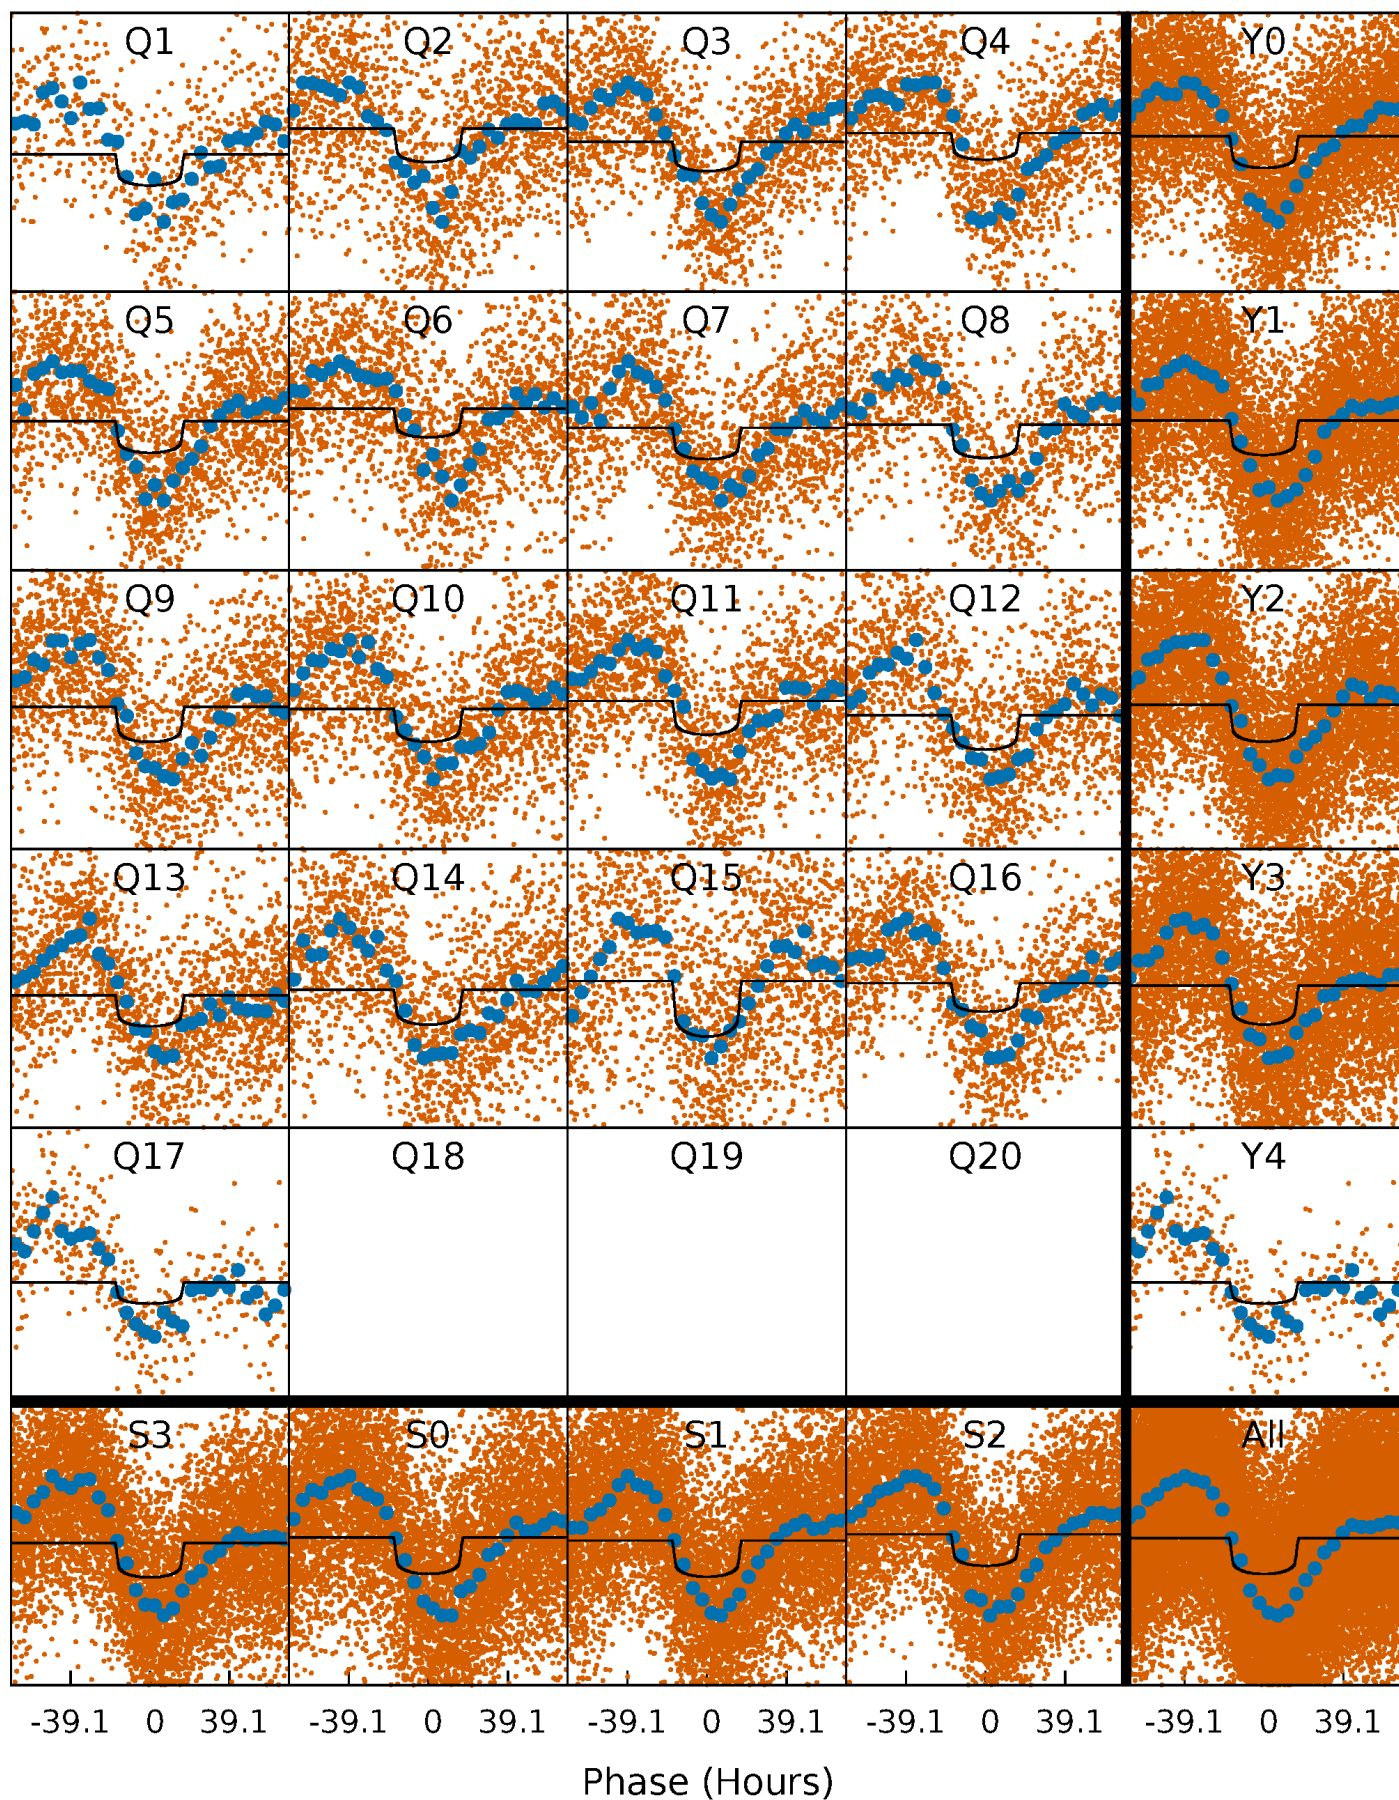 Q1 Q2 Q3 Q4 Y0
Q5 Q6 Q7 Q8 Y1
Q9 Q10 Q11 Q12 Y2
Q13 Q14 Q15 Q16 Y3
Q17 Q18 Q19 Q20 Y4
S3 S0 S1 S2 All
-39.1 0 39.1 -39.1 0 39.1 -39.1 0 39.1 -39.1 0 39.1 -39.1 0 39.1
Phase (Hours)